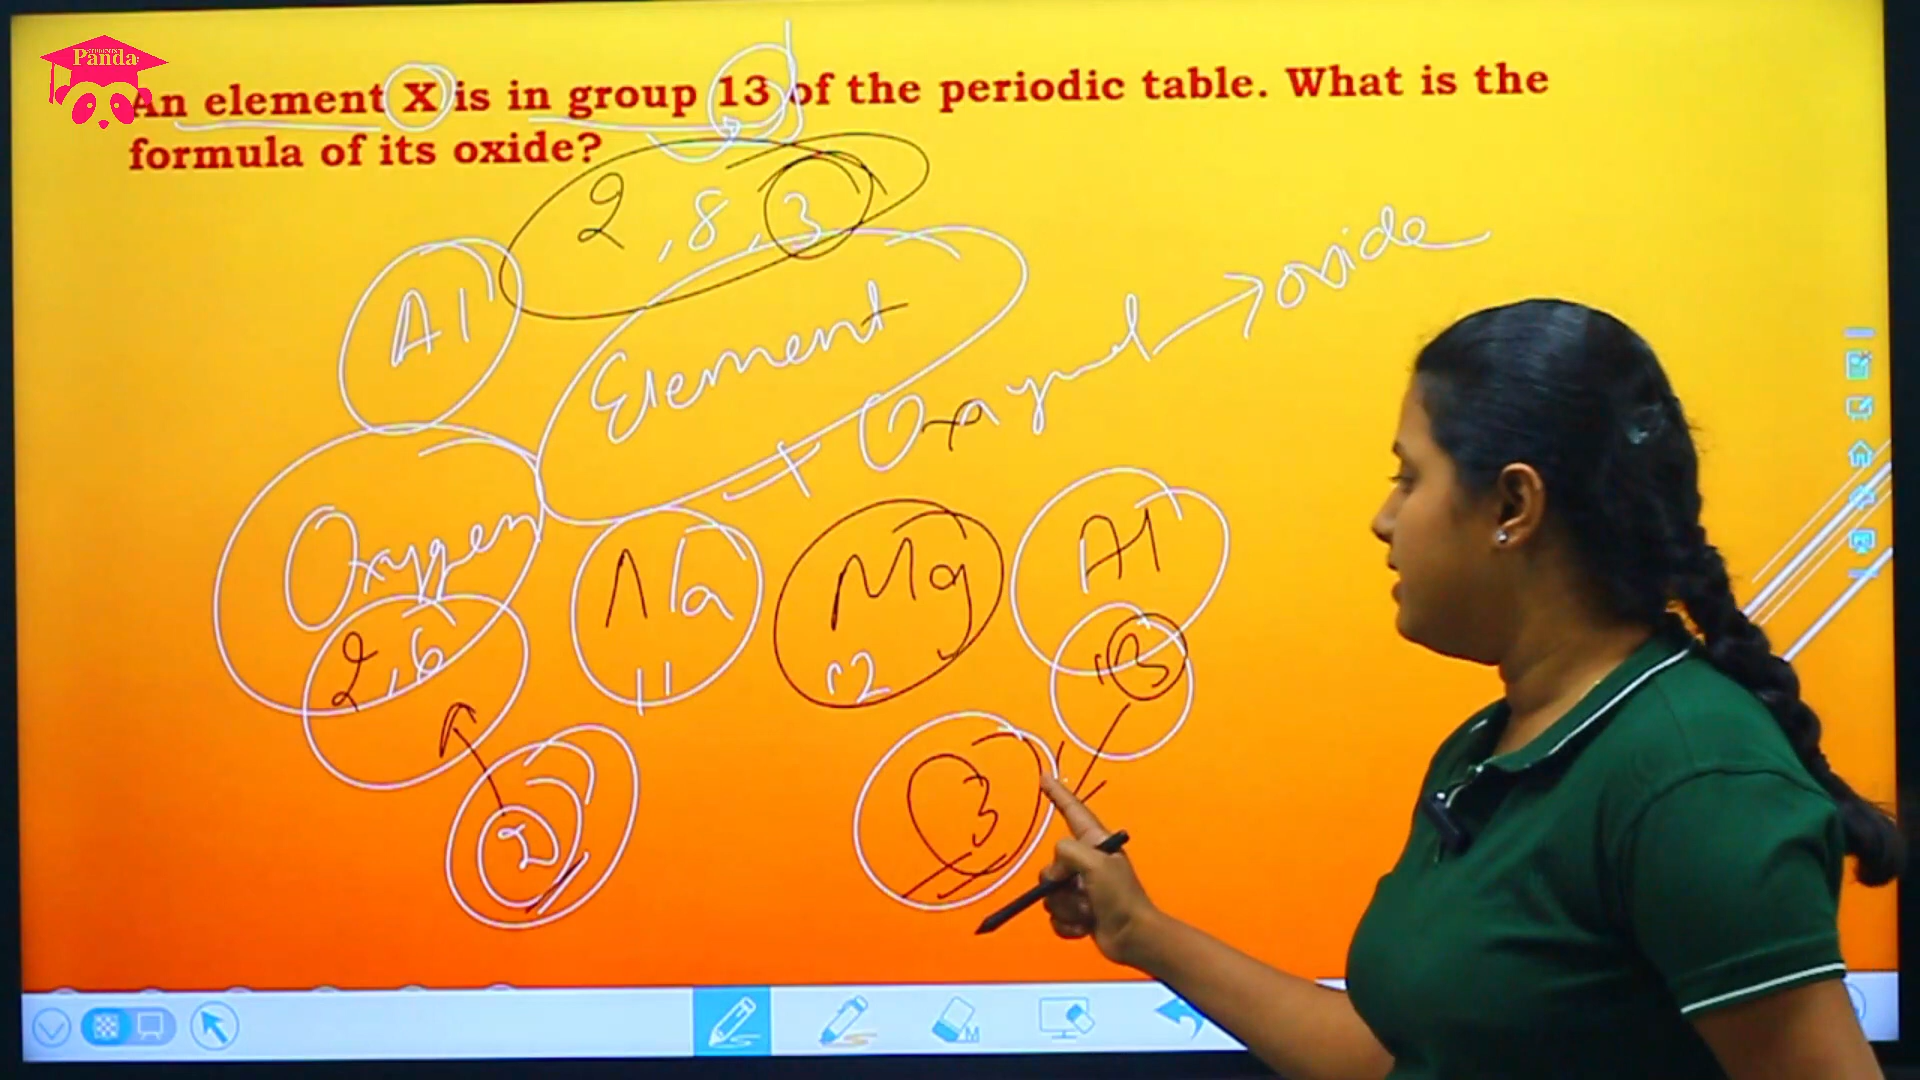 STUDENTS
Panda
An element X is in group 13 of the periodic table. What is the
formula of its oxide?
2, 8, 3
Al
Element
+ Oxygen → oxide
Oxygen
2, 6
Na
11
Mg
12
Al
13
2
3
M